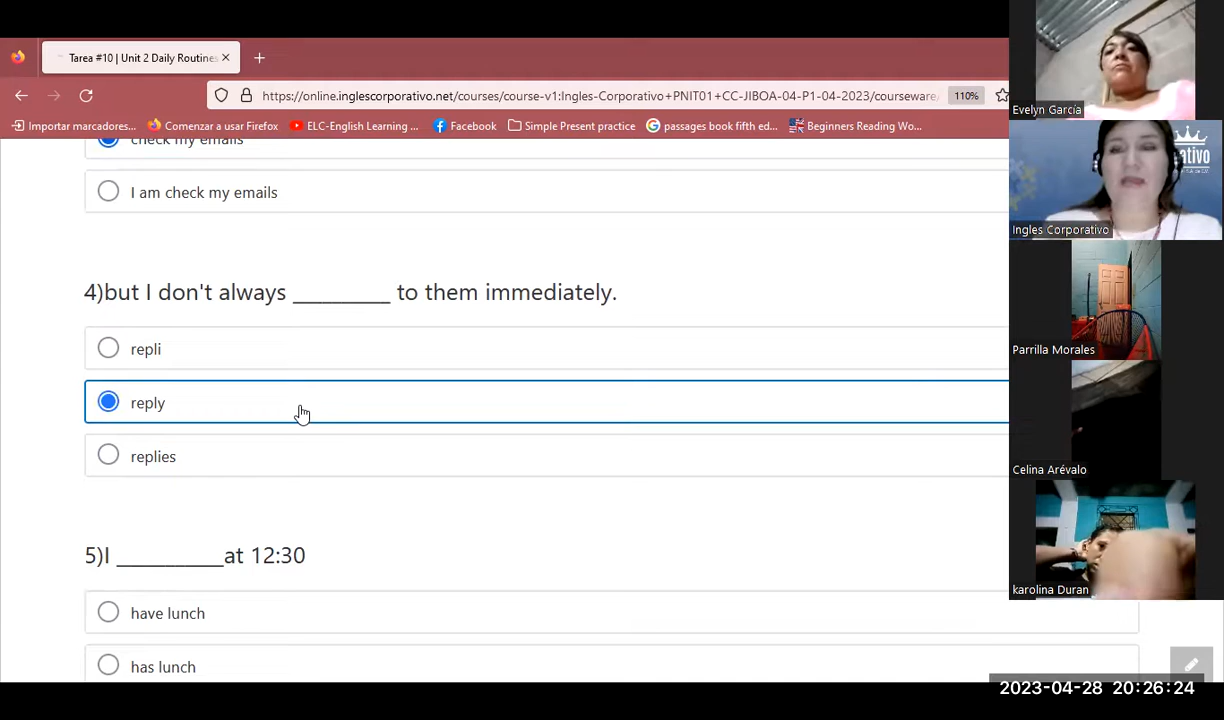 Tarea #10 | Unit 2 Daily Routines
https://online.inglescorporativo.net/courses/course-v1:Ingles-Corporativo+PNIT01+CC-JIBOA-04-P1-04-2023/courseware
110%
Importar marcadores...
Comenzar a usar Firefox
ELC-English Learning ...
Facebook
Simple Present practice
passages book fifth ed...
Beginners Reading Wo...
check my emails
I am check my emails
4)but I don't always _________ to them immediately.
repli
reply
replies
5)I __________at 12:30
have lunch
has lunch
Evelyn García
Ingles Corporativo
Parrilla Morales
Celina Arévalo
karolina Duran
2023-04-28 20:26:24